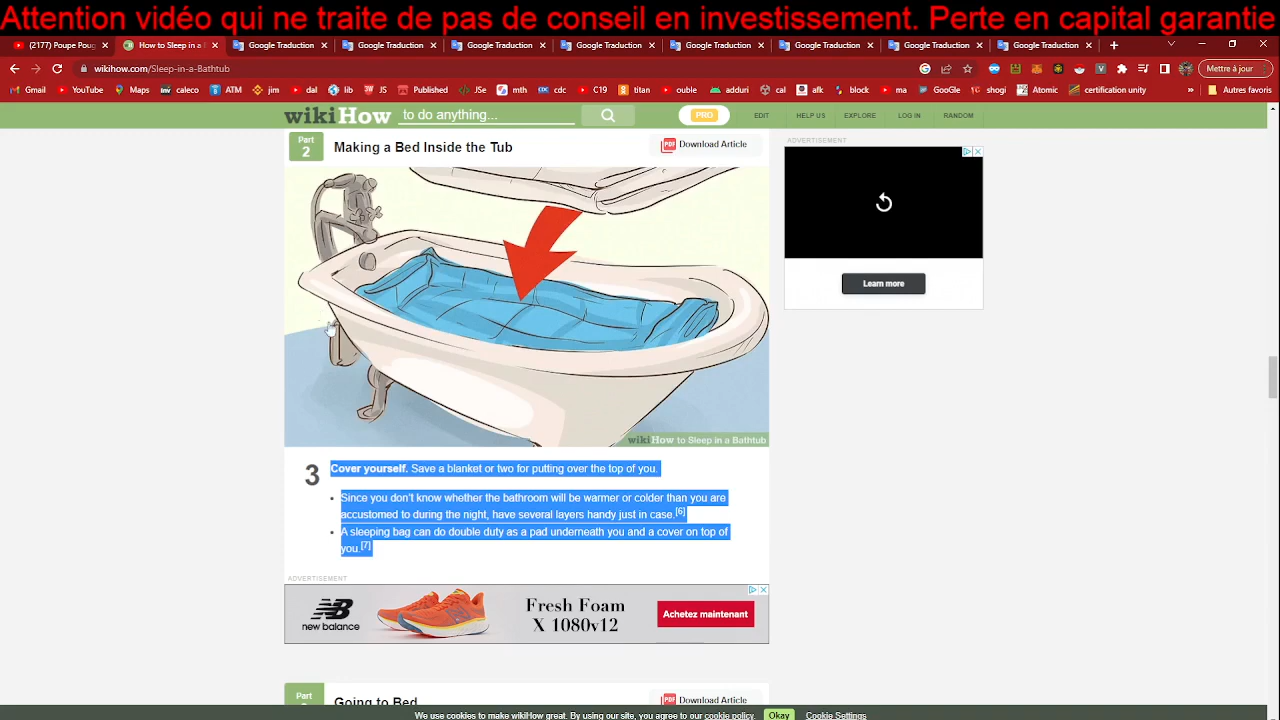 Attention vidéo qui ne traite de pas de conseil en investissement. Perte en capital garantie
(2177) Poupe Poug
How to Sleep in a
Google Traduction
Google Traduction
Google Traduction
Google Traduction
Google Traduction
Google Traduction
Google Traduction
Google Traduction
wikihow.com/Sleep-in-a-Bathtub
Mettre à jour
Gmail
YouTube
Maps
inv
caleco
ATM
jim
dal
lib
JS
Publish
JSe
mth
cdc
C19
titan
ouble
adduri
cal
afk
block
ma
GooGle
shogi
Atomic
certification unity
»
Autres favoris
wikiHow
to do anything...
PRO
EDIT
HELP US
EXPLORE
LOG IN
RANDOM
Part
2
Making a Bed Inside the Tub
PDF
Download Article
ADVERTISEMENT
Learn more
wikiHow to Sleep in a Bathtub
3
Cover yourself. Save a blanket or two for putting over the top of you.
• Since you don't know whether the bathroom will be warmer or colder than you are
accustomed to during the night, have several layers handy just in case.[6]
• A sleeping bag can do double duty as a pad underneath you and a cover on top of
you.[7]
ADVERTISEMENT
new balance
Fresh Foam
X 1080v12
Achetez maintenant
Part
Going to Bed
PDF
Download Article
We use cookies to make wikiHow great. By using our site, you agree to our cookie policy.
Okay
Cookie Settings